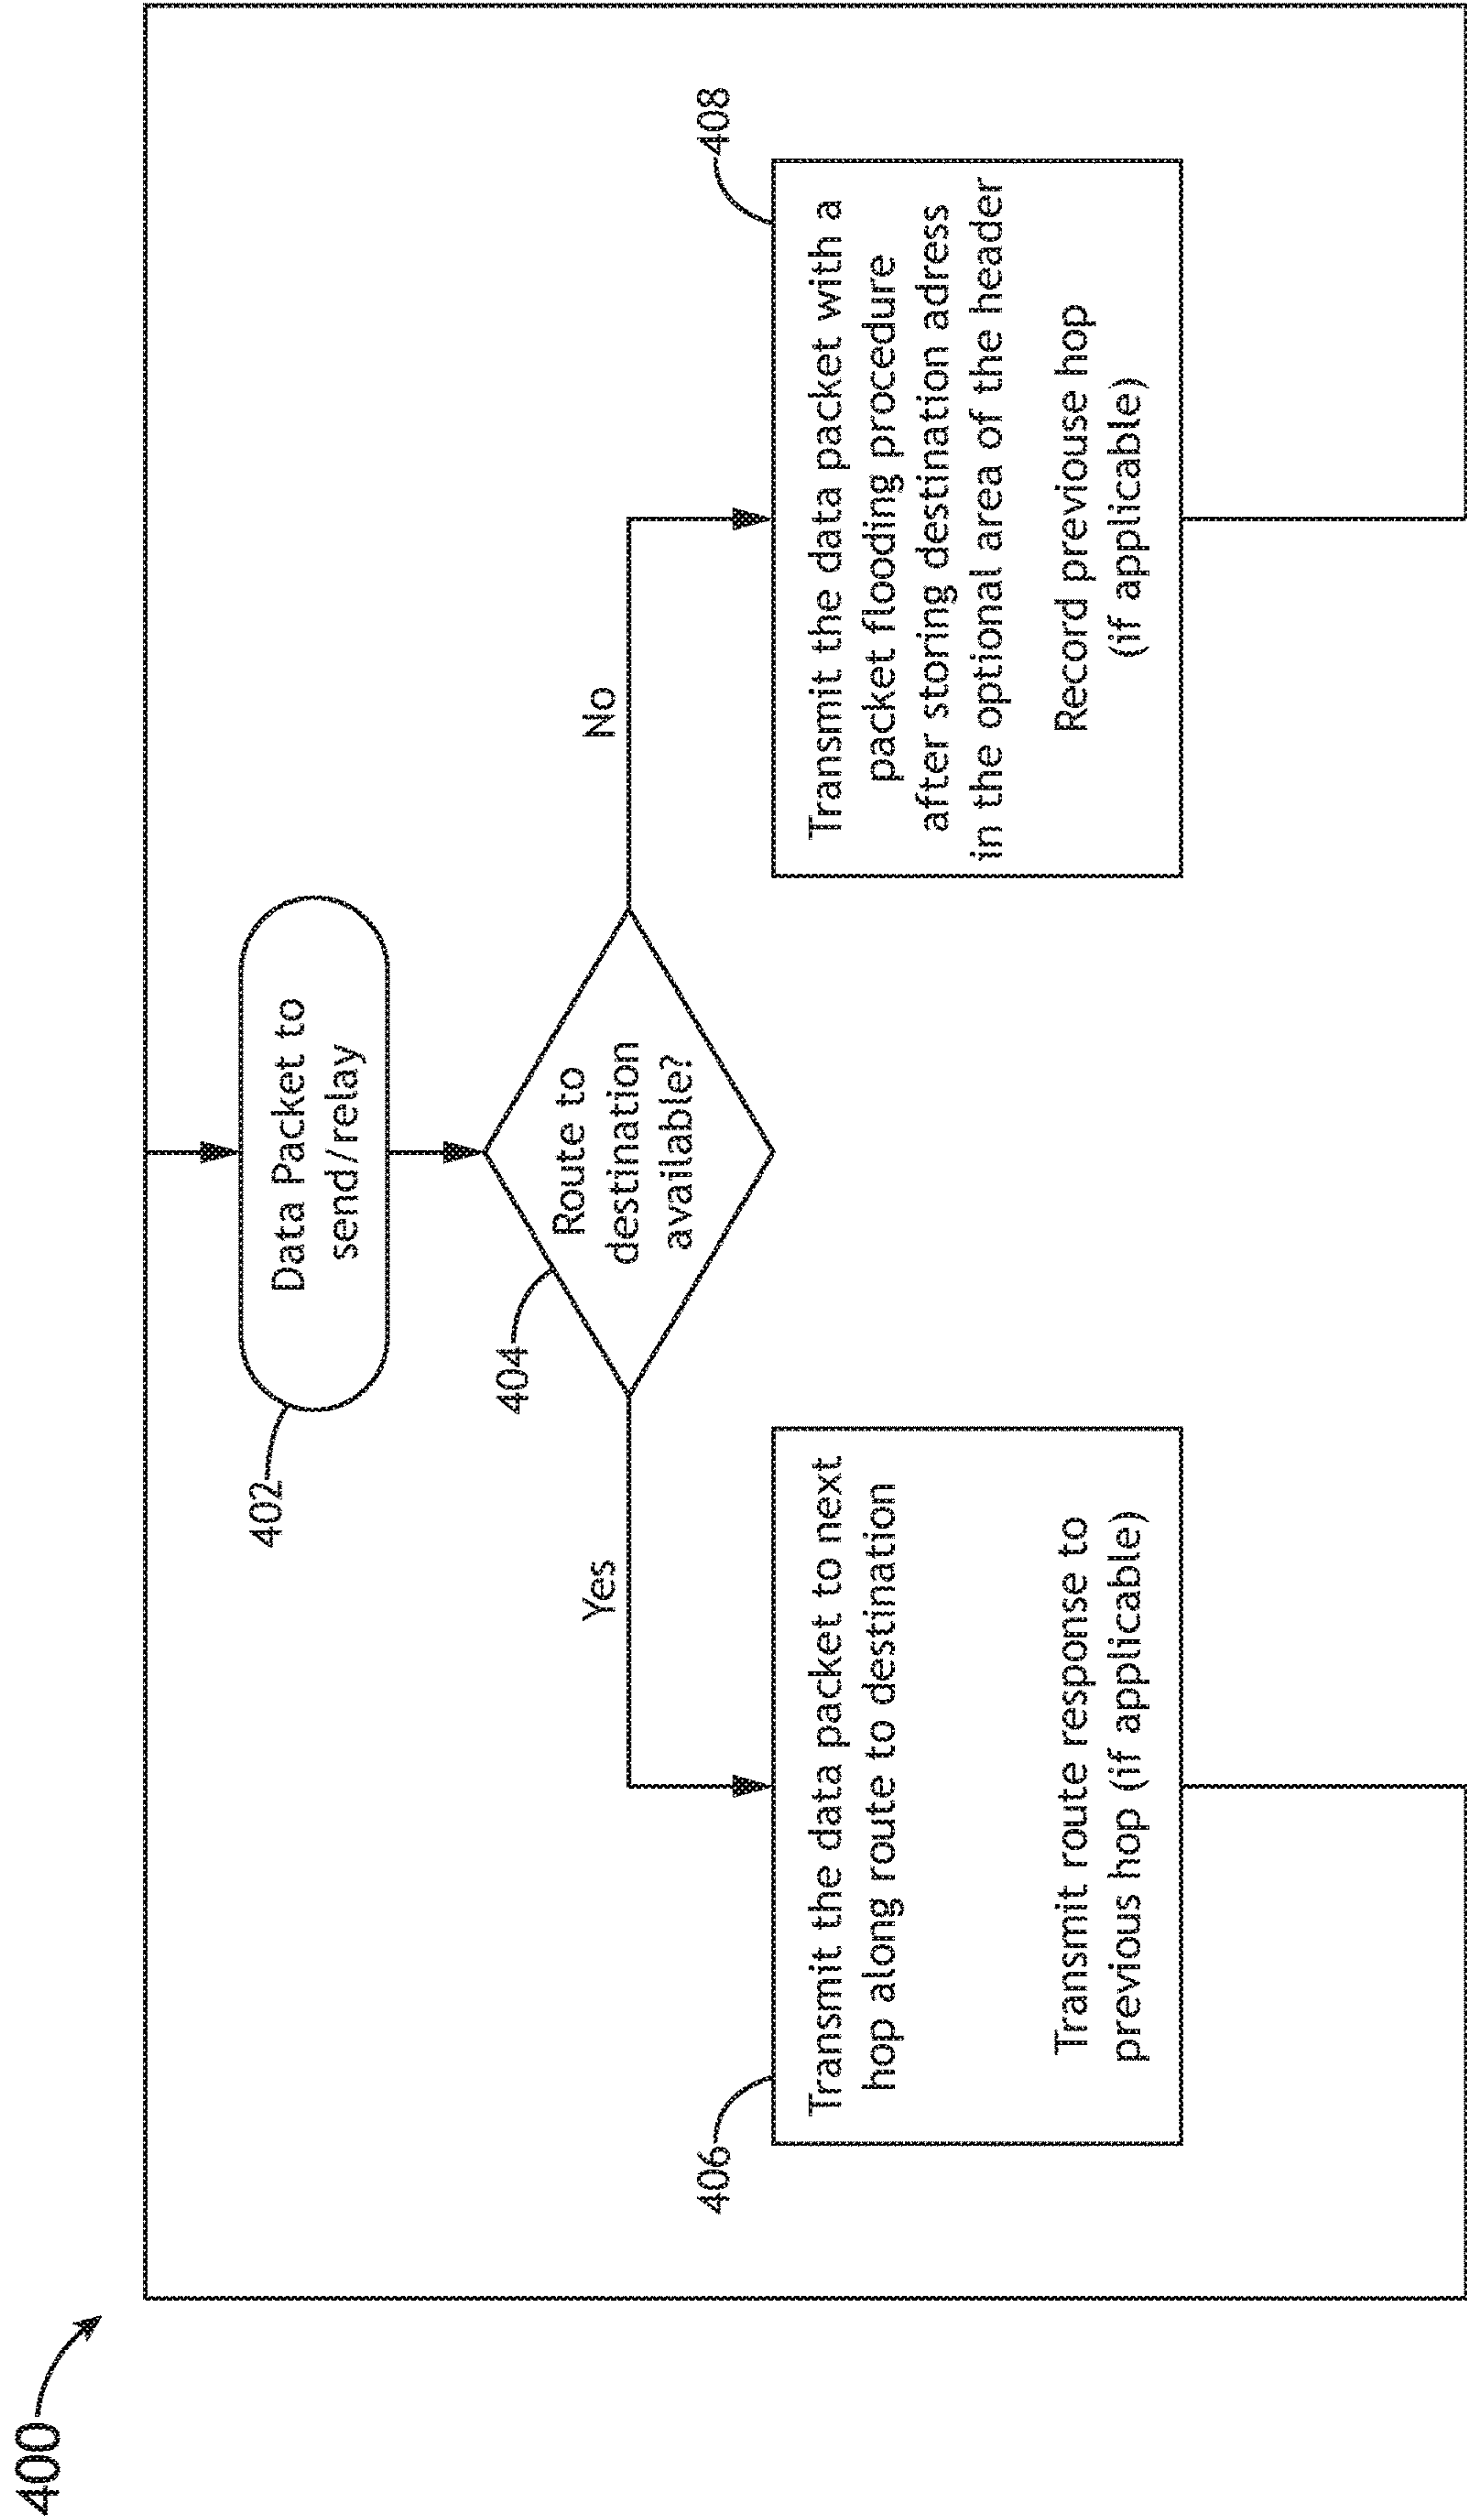 400
402
Data Packet to
send/relay
404
Route to
destination
available?
Yes
No
406
Transmit the data packet to next
hop along route to destination
Transmit route response to
previous hop (if applicable)
408
Transmit the data packet with a
packet flooding procedure
after storing destination adress
in the optional area of the header
Record previouse hop
(if applicable)